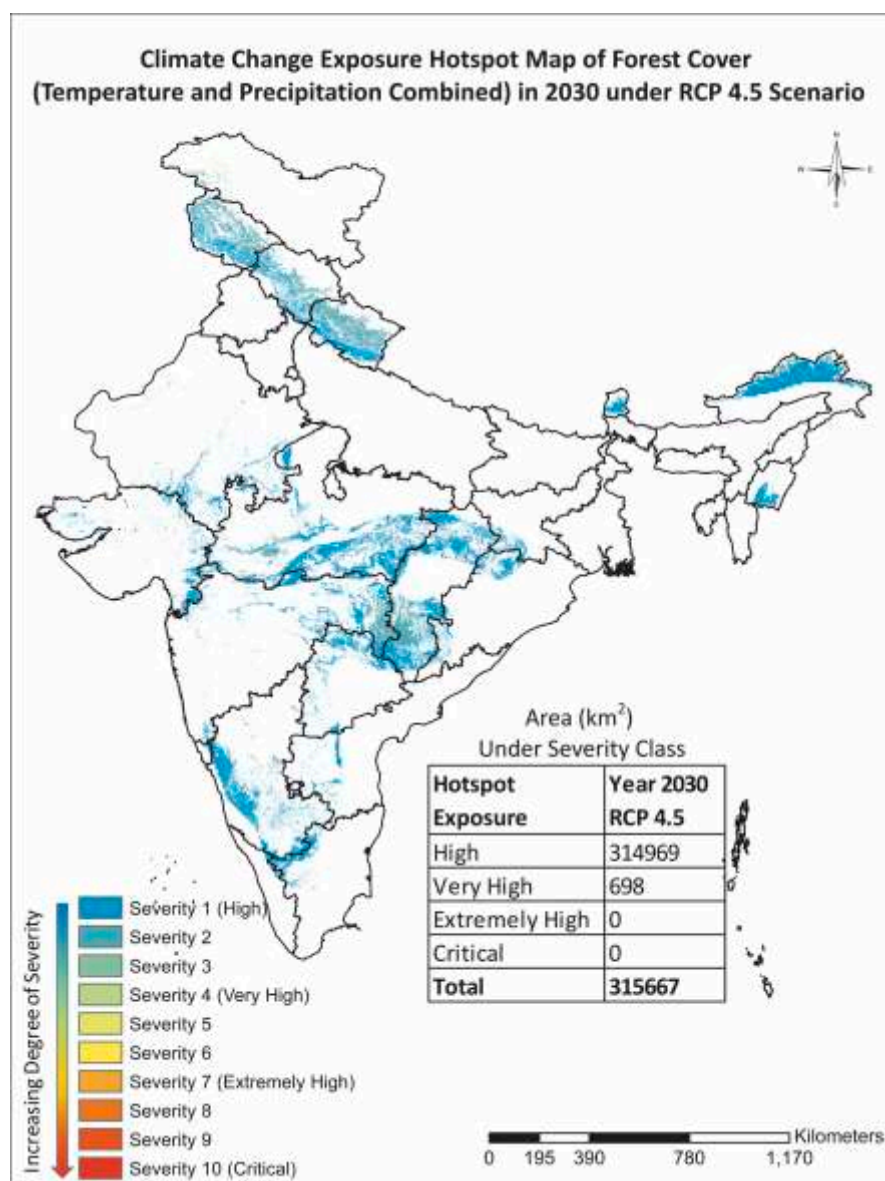 Climate Change Exposure Hotspot Map of Forest Cover
(Temperature and Precipitation Combined) in 2030 under RCP 4.5 Scenario
N
W E
S
Area (km²)
Under Severity Class
Hotspot Exposure Year 2030 RCP 4.5
High 314969
Very High 698
Extremely High 0
Critical 0
Total 315667
Increasing Degree of Severity
Severity 1 (High)
Severity 2
Severity 3
Severity 4 (Very High)
Severity 5
Severity 6
Severity 7 (Extremely High)
Severity 8
Severity 9
Severity 10 (Critical)
Kilometers
0 195 390 780 1,170